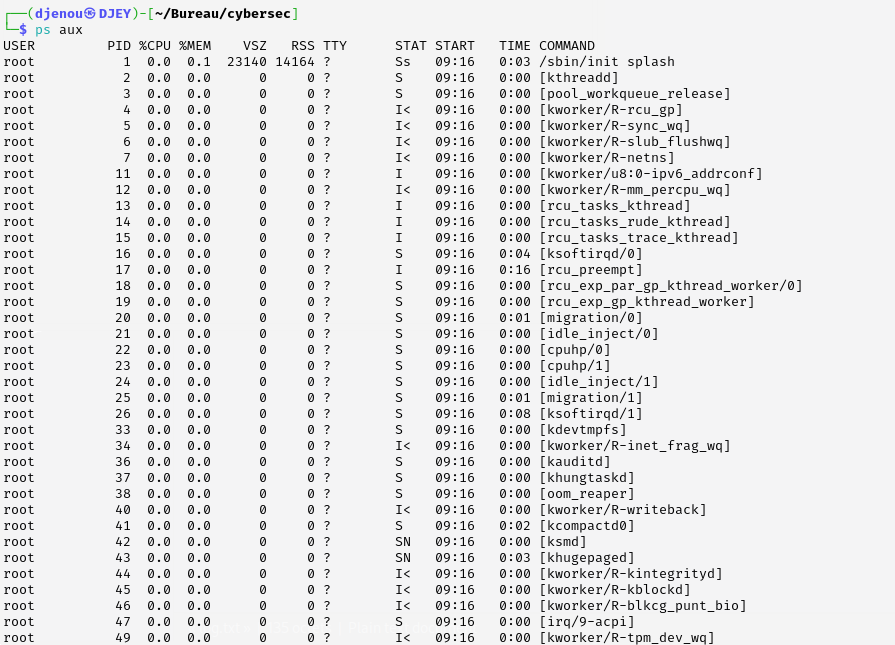 ┌──(djenou㉿DJEY)-[~/Bureau/cybersec]
└─$ ps aux
USER PID %CPU %MEM VSZ RSS TTY STAT START TIME COMMAND
root 1 0.0 0.1 23140 14164 ? Ss 09:16 0:03 /sbin/init splash
root 2 0.0 0.0 0 0 ? S 09:16 0:00 [kthreadd]
root 3 0.0 0.0 0 0 ? S 09:16 0:00 [pool_workqueue_release]
root 4 0.0 0.0 0 0 ? I< 09:16 0:00 [kworker/R-rcu_gp]
root 5 0.0 0.0 0 0 ? I< 09:16 0:00 [kworker/R-sync_wq]
root 6 0.0 0.0 0 0 ? I< 09:16 0:00 [kworker/R-slub_flushwq]
root 7 0.0 0.0 0 0 ? I< 09:16 0:00 [kworker/R-netns]
root 11 0.0 0.0 0 0 ? I 09:16 0:00 [kworker/u8:0-ipv6_addrconf]
root 12 0.0 0.0 0 0 ? I< 09:16 0:00 [kworker/R-mm_percpu_wq]
root 13 0.0 0.0 0 0 ? I 09:16 0:00 [rcu_tasks_kthread]
root 14 0.0 0.0 0 0 ? I 09:16 0:00 [rcu_tasks_rude_kthread]
root 15 0.0 0.0 0 0 ? I 09:16 0:00 [rcu_tasks_trace_kthread]
root 16 0.0 0.0 0 0 ? S 09:16 0:04 [ksoftirqd/0]
root 17 0.0 0.0 0 0 ? I 09:16 0:16 [rcu_preempt]
root 18 0.0 0.0 0 0 ? S 09:16 0:00 [rcu_exp_par_gp_kthread_worker/0]
root 19 0.0 0.0 0 0 ? S 09:16 0:00 [rcu_exp_gp_kthread_worker]
root 20 0.0 0.0 0 0 ? S 09:16 0:01 [migration/0]
root 21 0.0 0.0 0 0 ? S 09:16 0:00 [idle_inject/0]
root 22 0.0 0.0 0 0 ? S 09:16 0:00 [cpuhp/0]
root 23 0.0 0.0 0 0 ? S 09:16 0:00 [cpuhp/1]
root 24 0.0 0.0 0 0 ? S 09:16 0:00 [idle_inject/1]
root 25 0.0 0.0 0 0 ? S 09:16 0:01 [migration/1]
root 26 0.0 0.0 0 0 ? S 09:16 0:08 [ksoftirqd/1]
root 33 0.0 0.0 0 0 ? S 09:16 0:00 [kdevtmpfs]
root 34 0.0 0.0 0 0 ? I< 09:16 0:00 [kworker/R-inet_frag_wq]
root 36 0.0 0.0 0 0 ? S 09:16 0:00 [kauditd]
root 37 0.0 0.0 0 0 ? S 09:16 0:00 [khungtaskd]
root 38 0.0 0.0 0 0 ? S 09:16 0:00 [oom_reaper]
root 40 0.0 0.0 0 0 ? I< 09:16 0:00 [kworker/R-writeback]
root 41 0.0 0.0 0 0 ? S 09:16 0:02 [kcompactd0]
root 42 0.0 0.0 0 0 ? SN 09:16 0:00 [ksmd]
root 43 0.0 0.0 0 0 ? SN 09:16 0:03 [khugepaged]
root 44 0.0 0.0 0 0 ? I< 09:16 0:00 [kworker/R-kintegrityd]
root 45 0.0 0.0 0 0 ? I< 09:16 0:00 [kworker/R-kblockd]
root 46 0.0 0.0 0 0 ? I< 09:16 0:00 [kworker/R-blkcg_punt_bio]
root 47 0.0 0.0 0 0 ? S 09:16 0:00 [irq/9-acpi]
root 49 0.0 0.0 0 0 ? I< 09:16 0:00 [kworker/R-tpm_dev_wq]